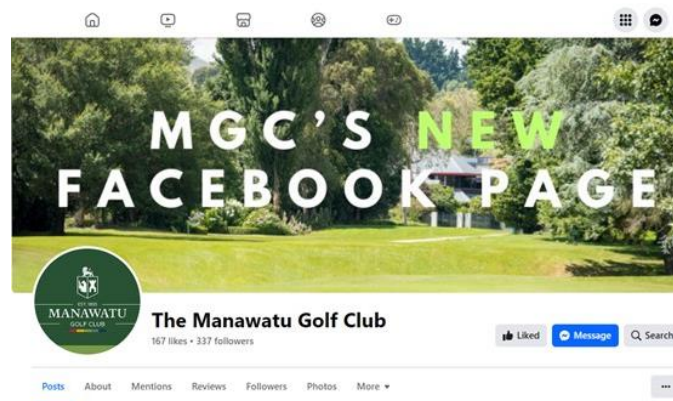 MGC'S NEW
FACEBOOK PAGE
EST. 1895
MANAWATU
GOLF CLUB
The Manawatu Golf Club
167 likes • 337 followers
Liked
Message
Search
Posts About Mentions Reviews Followers Photos More